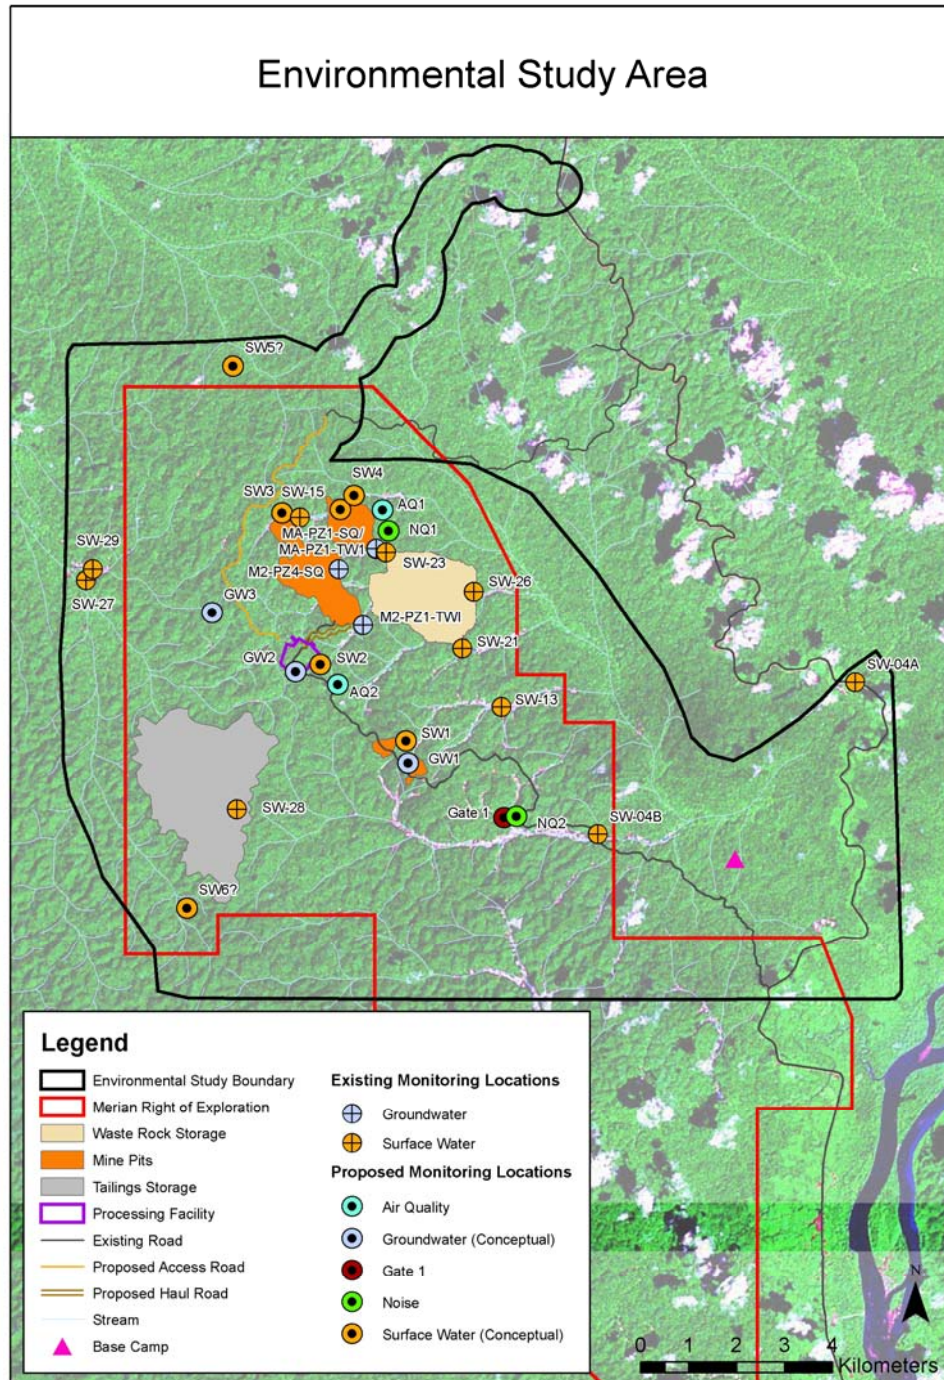 Environmental Study Area
SW5?
SW4
SW3
SW-15
AQ1
MA-PZ1-SQ/
MA-PZ1-TW1
NQ1
SW-29
SW-23
M2-PZ4-SQ
SW-26
SW-27
GW3
M2-PZ1-TWI
SW-21
GW2
SW2
SW-04A
AQ2
SW-13
SW1
GW1
SW-28
Gate 1
NQ2
SW-04B
SW6?
Legend
Environmental Study Boundary
Merian Right of Exploration
Waste Rock Storage
Mine Pits
Tailings Storage
Processing Facility
Existing Road
Proposed Access Road
Proposed Haul Road
Stream
Base Camp
Existing Monitoring Locations
Groundwater
Surface Water
Proposed Monitoring Locations
Air Quality
Groundwater (Conceptual)
Gate 1
Noise
Surface Water (Conceptual)
N
0 1 2 3 4
Kilometers